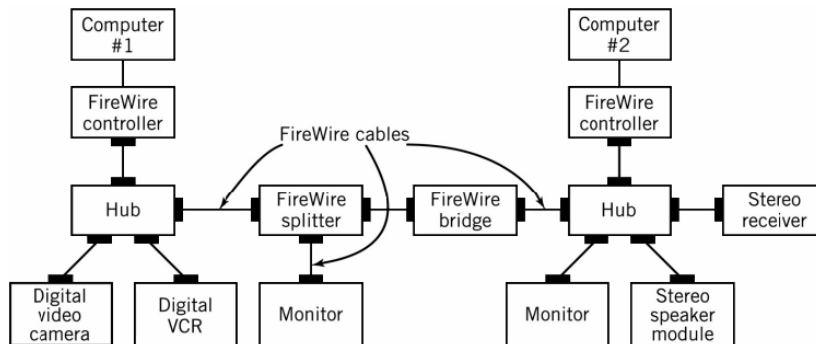 Computer
#1
Computer
#2
FireWire
controller
FireWire
controller
FireWire cables
Hub
FireWire
splitter
FireWire
bridge
Hub
Stereo
receiver
Digital
video
camera
Digital
VCR
Monitor
Monitor
Stereo
speaker
module